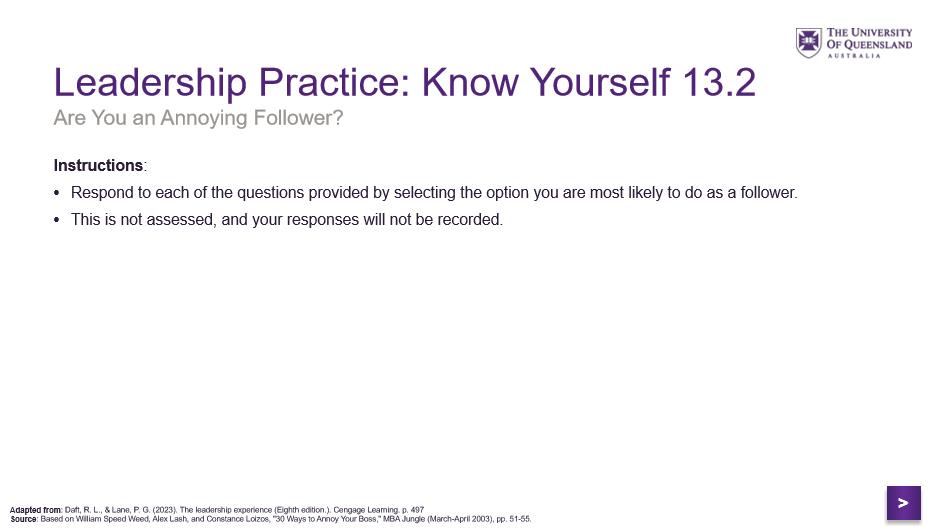 THE UNIVERSITY
OF QUEENSLAND
AUSTRALIA
Leadership Practice: Know Yourself 13.2
Are You an Annoying Follower?
Instructions:
• Respond to each of the questions provided by selecting the option you are most likely to do as a follower.
• This is not assessed, and your responses will not be recorded.
>
Adapted from: Daft, R. L., & Lane, P. G. (2023). The leadership experience (Eighth edition.). Cengage Learning. p. 497
Source: Based on William Speed Weed, Alex Lash, and Constance Loizos, "30 Ways to Annoy Your Boss," MBA Jungle (March-April 2003), pp. 51-55.